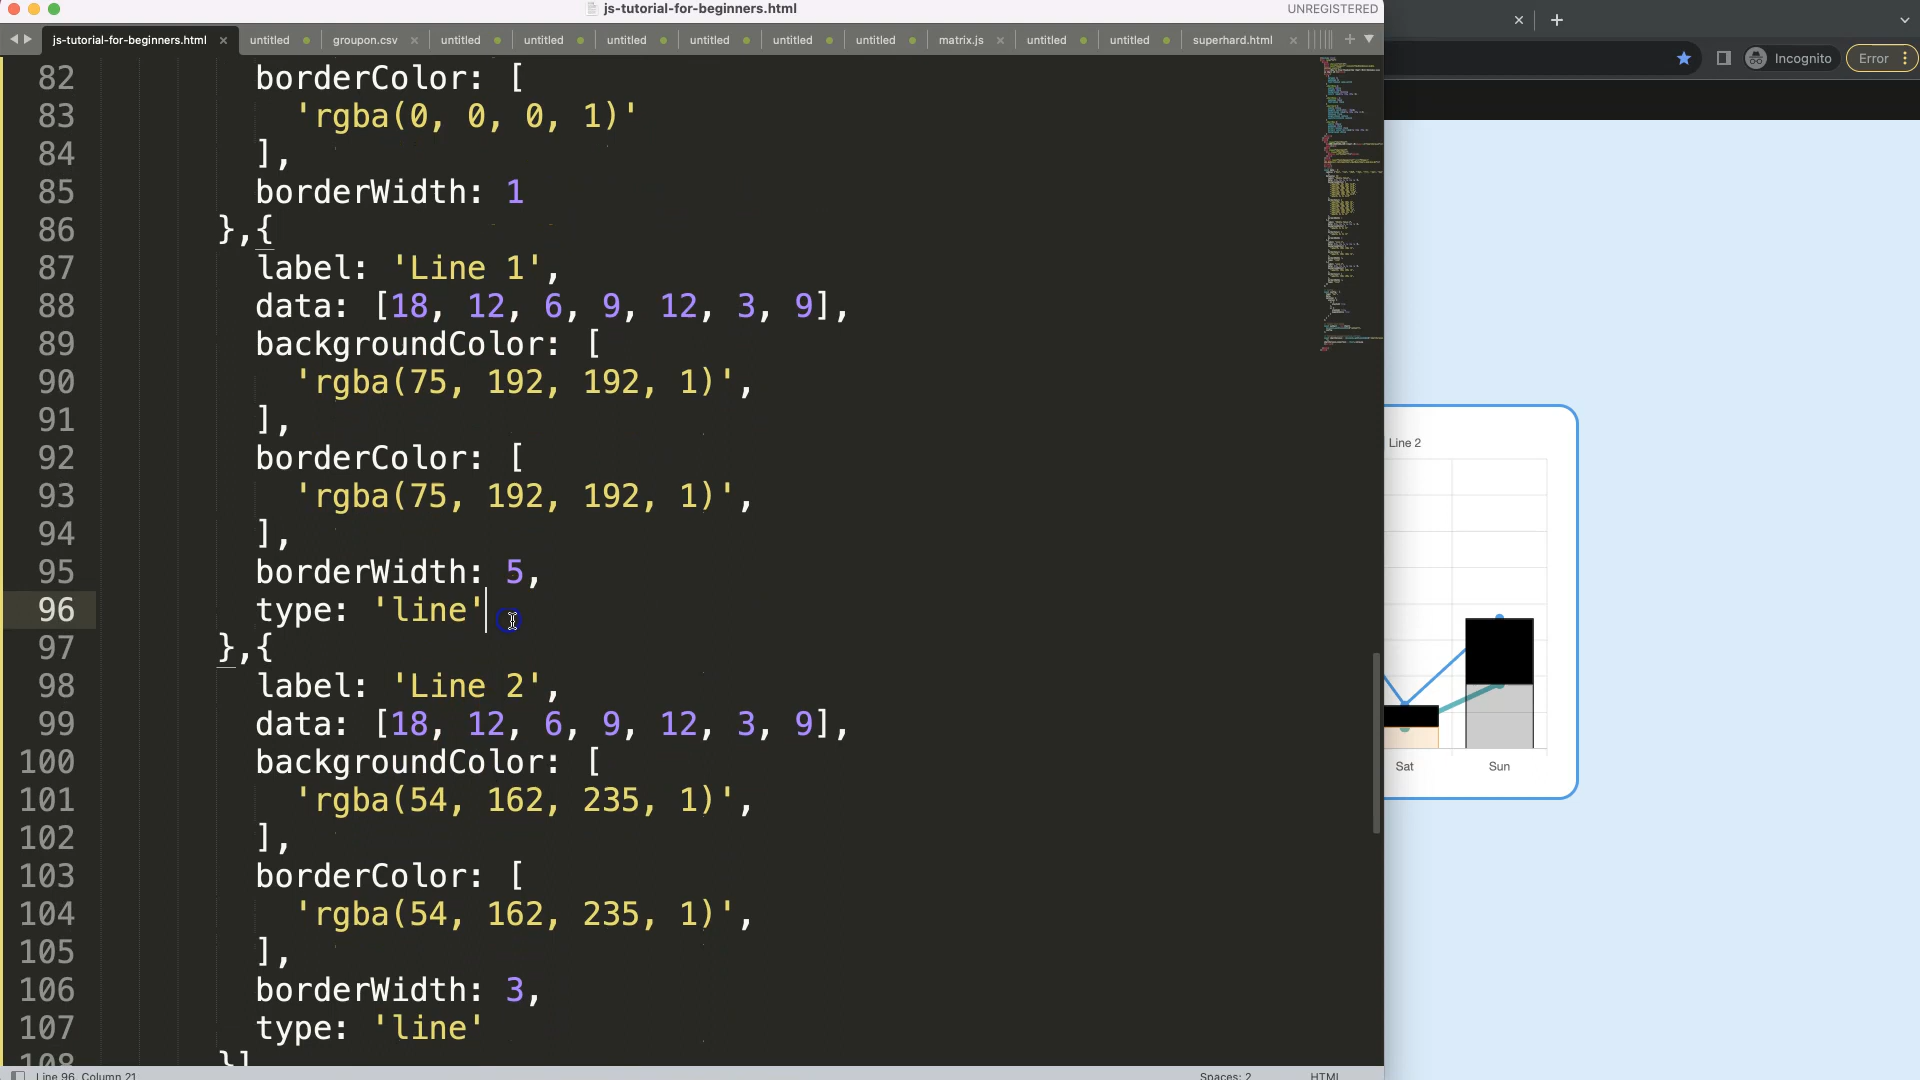 js-tutorial-for-beginners.html
UNREGISTERED
js-tutorial-for-beginners.html untitled groupon.csv untitled untitled untitled untitled untitled untitled matrix.js untitled untitled superhard.html
Incognito Error
82 borderColor: [
83 'rgba(0, 0, 0, 1)'
84 ],
85 borderWidth: 1
86 },{
87 label: 'Line 1',
88 data: [18, 12, 6, 9, 12, 3, 9],
89 backgroundColor: [
90 'rgba(75, 192, 192, 1)',
91 ],
92 borderColor: [
93 'rgba(75, 192, 192, 1)',
94 ],
95 borderWidth: 5,
96 type: 'line'
97 },{
98 label: 'Line 2',
99 data: [18, 12, 6, 9, 12, 3, 9],
100 backgroundColor: [
101 'rgba(54, 162, 235, 1)',
102 ],
103 borderColor: [
104 'rgba(54, 162, 235, 1)',
105 ],
106 borderWidth: 3,
107 type: 'line'
108 }]
Line 2
Sat Sun
Line 96, Column 21
Spaces: 2 HTML